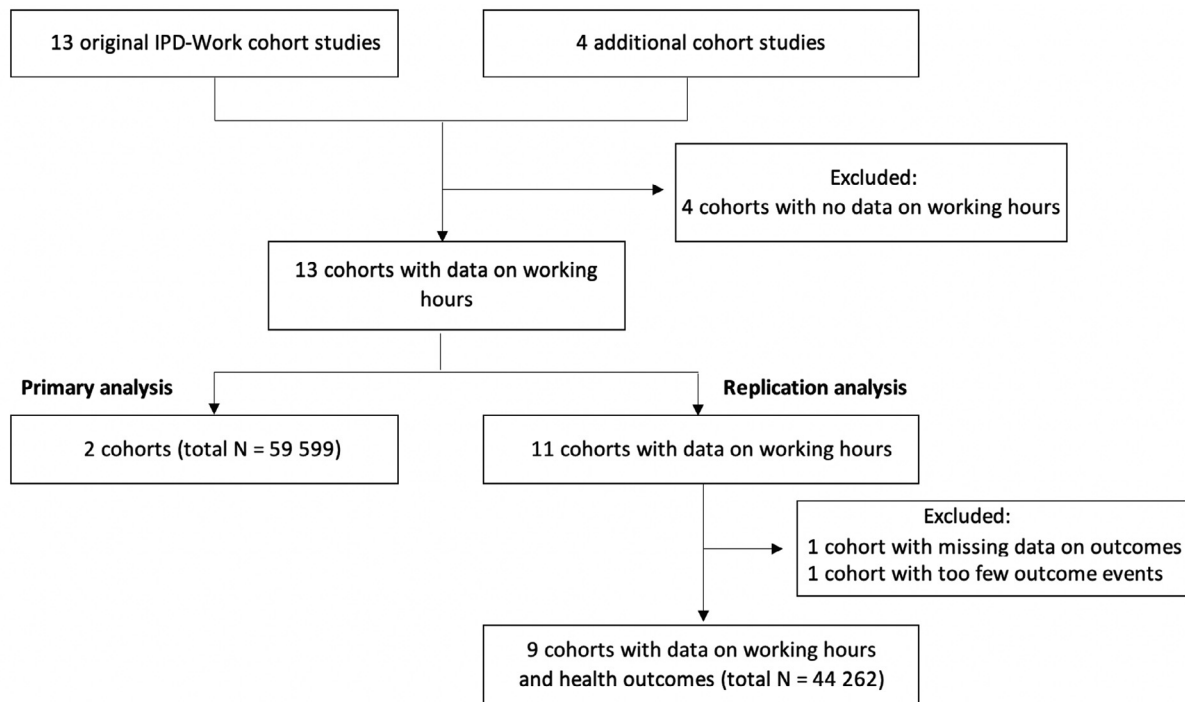 13 original IPD-Work cohort studies
4 additional cohort studies
Excluded:
4 cohorts with no data on working hours
13 cohorts with data on working
hours
Primary analysis
Replication analysis
2 cohorts (total N = 59 599)
11 cohorts with data on working hours
Excluded:
1 cohort with missing data on outcomes
1 cohort with too few outcome events
9 cohorts with data on working hours
and health outcomes (total N = 44 262)